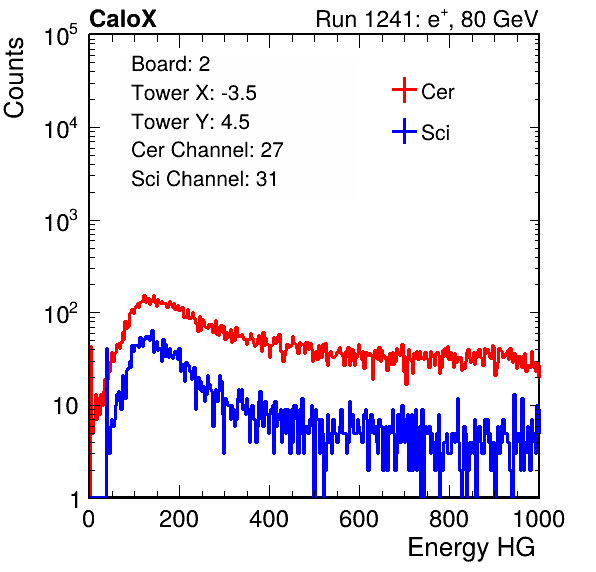 CaloX Run 1241: e⁺, 80 GeV
Counts
10⁵
10⁴
10³
10²
10
1
Board: 2
Tower X: -3.5
Tower Y: 4.5
Cer Channel: 27
Sci Channel: 31
Cer
Sci
0 200 400 600 800 1000
Energy HG